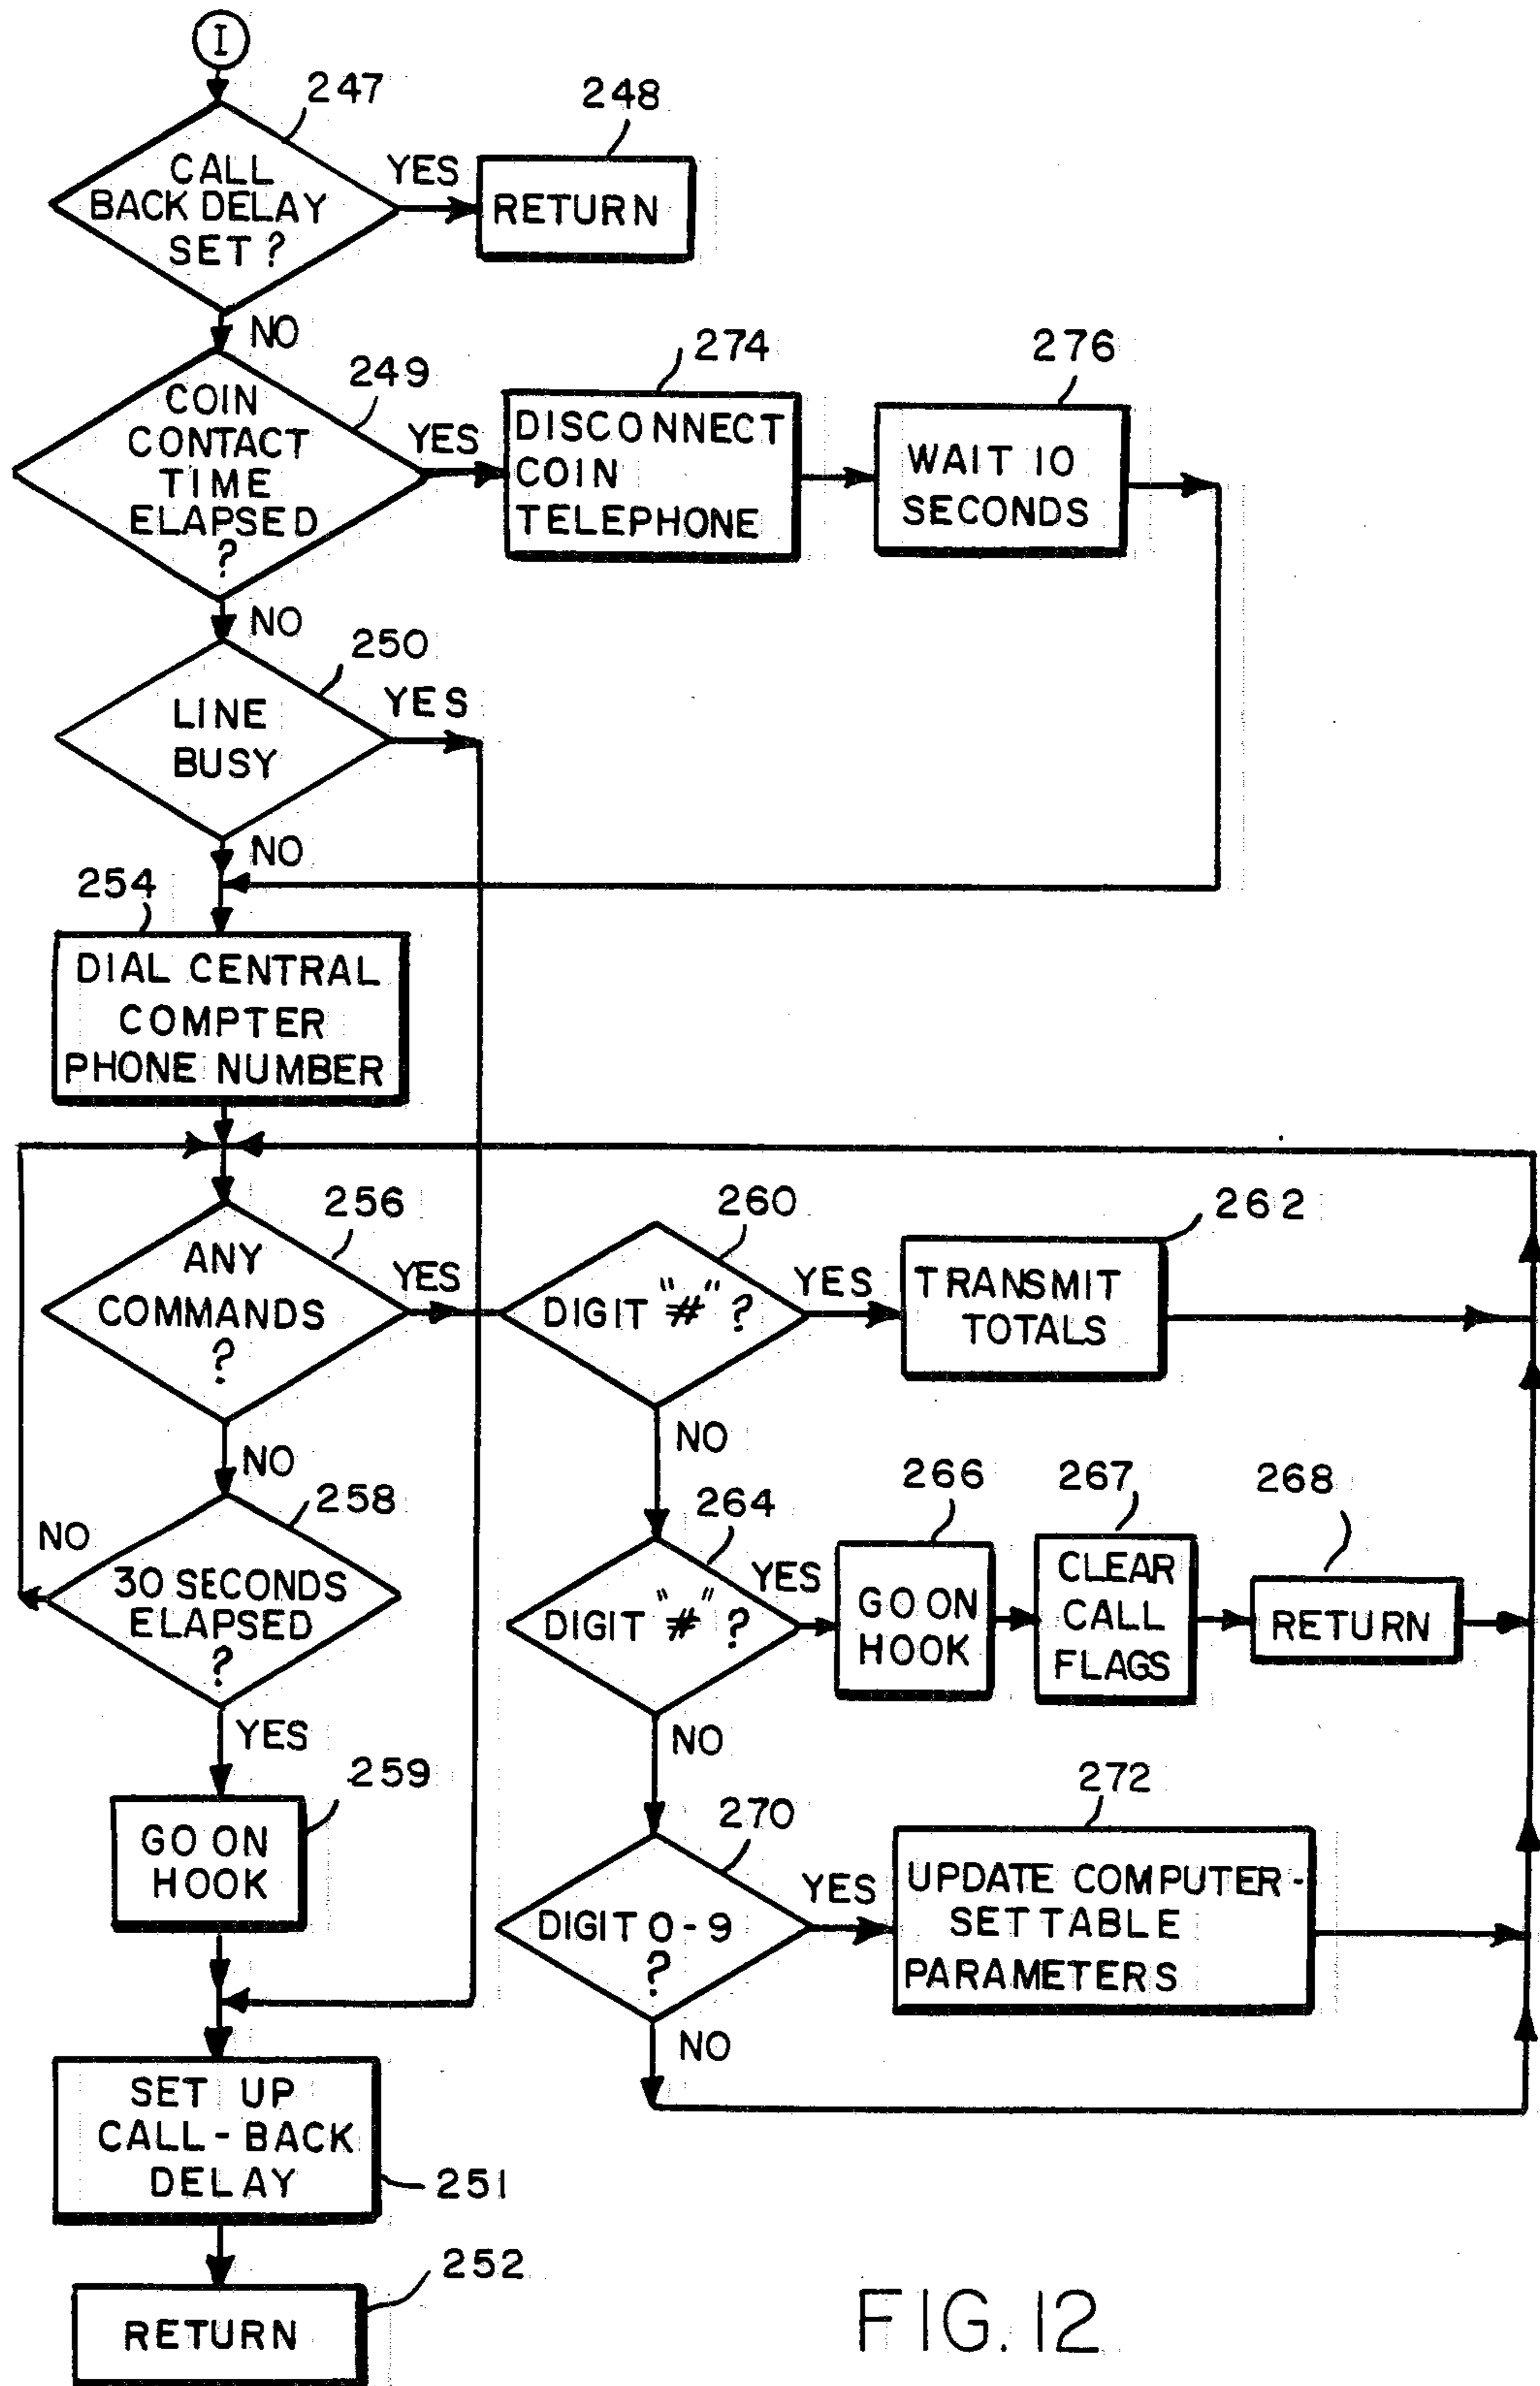 I
247
248
CALL
BACK DELAY
SET ?
YES
RETURN
NO
249
274
276
COIN
CONTACT
TIME
ELAPSED
?
YES
DISCONNECT
COIN
TELEPHONE
WAIT 10
SECONDS
NO
250
LINE
BUSY
YES
NO
254
DIAL CENTRAL
COMPTER
PHONE NUMBER
256
ANY
COMMANDS
?
YES
260
DIGIT "#" ?
YES
262
TRANSMIT
TOTALS
NO
NO
258
NO
30 SECONDS
ELAPSED
?
264
DIGIT "#" ?
YES
266
GO ON
HOOK
267
CLEAR
CALL
FLAGS
268
RETURN
YES
NO
259
GO ON
HOOK
270
DIGIT 0-9
?
YES
272
UPDATE COMPUTER-
SETTABLE
PARAMETERS
NO
SET UP
CALL-BACK
DELAY
251
252
RETURN
FIG. 12